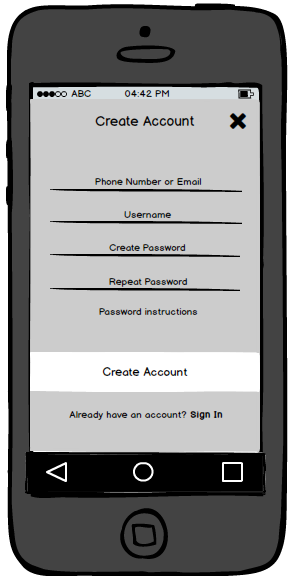 ABC 04:42 PM
Create Account
Phone Number or Email
Username
Create Password
Repeat Password
Password instructions
Create Account
Already have an account? Sign In